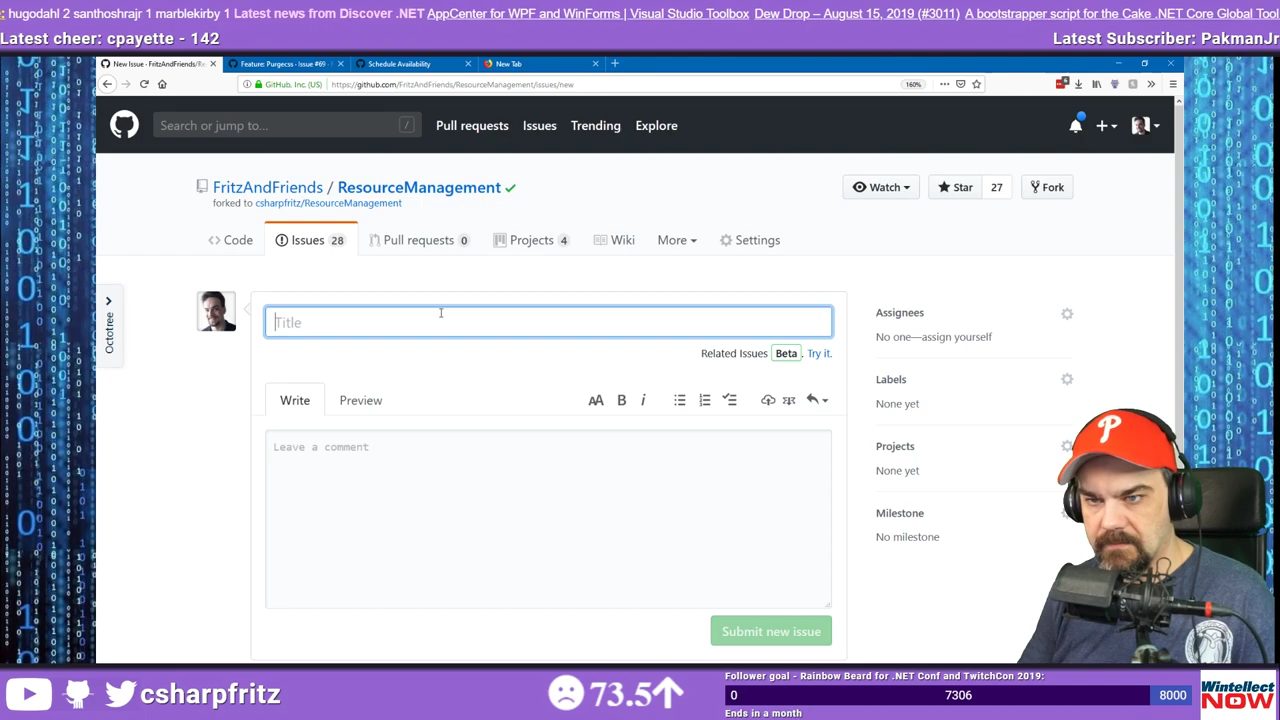 : hugodahl 2 santhoshrajr 1 marblekirby 1 Latest news from Discover .NET AppCenter for WPF and WinForms | Visual Studio Toolbox Dew Drop – August 15, 2019 (#3011) A bootstrapper script for the Cake .NET Core Global Tool
Latest cheer: cpayette - 142
Latest Subscriber: PakmanJr
New Issue · FritzAndFriends/Re
Feature: Purgecss · Issue #69 ·
Schedule Availability
New Tab
GitHub, Inc. (US)
https://github.com/FritzAndFriends/ResourceManagement/issues/new
160%
Search or jump to...
/
Pull requests
Issues
Trending
Explore
FritzAndFriends / ResourceManagement
forked to csharpfritz/ResourceManagement
Watch
Star
27
Fork
Code
Issues 28
Pull requests 0
Projects 4
Wiki
More
Settings
Octotree
Title
Related Issues Beta . Try it.
Write
Preview
AA B i
Leave a comment
Submit new issue
Assignees
No one—assign yourself
Labels
None yet
Projects
None yet
Milestone
No milestone
P
csharpfritz
73.5
Follower goal - Rainbow Beard for .NET Conf and TwitchCon 2019:
0
7306
8000
Ends in a month
Wintellect
NOW